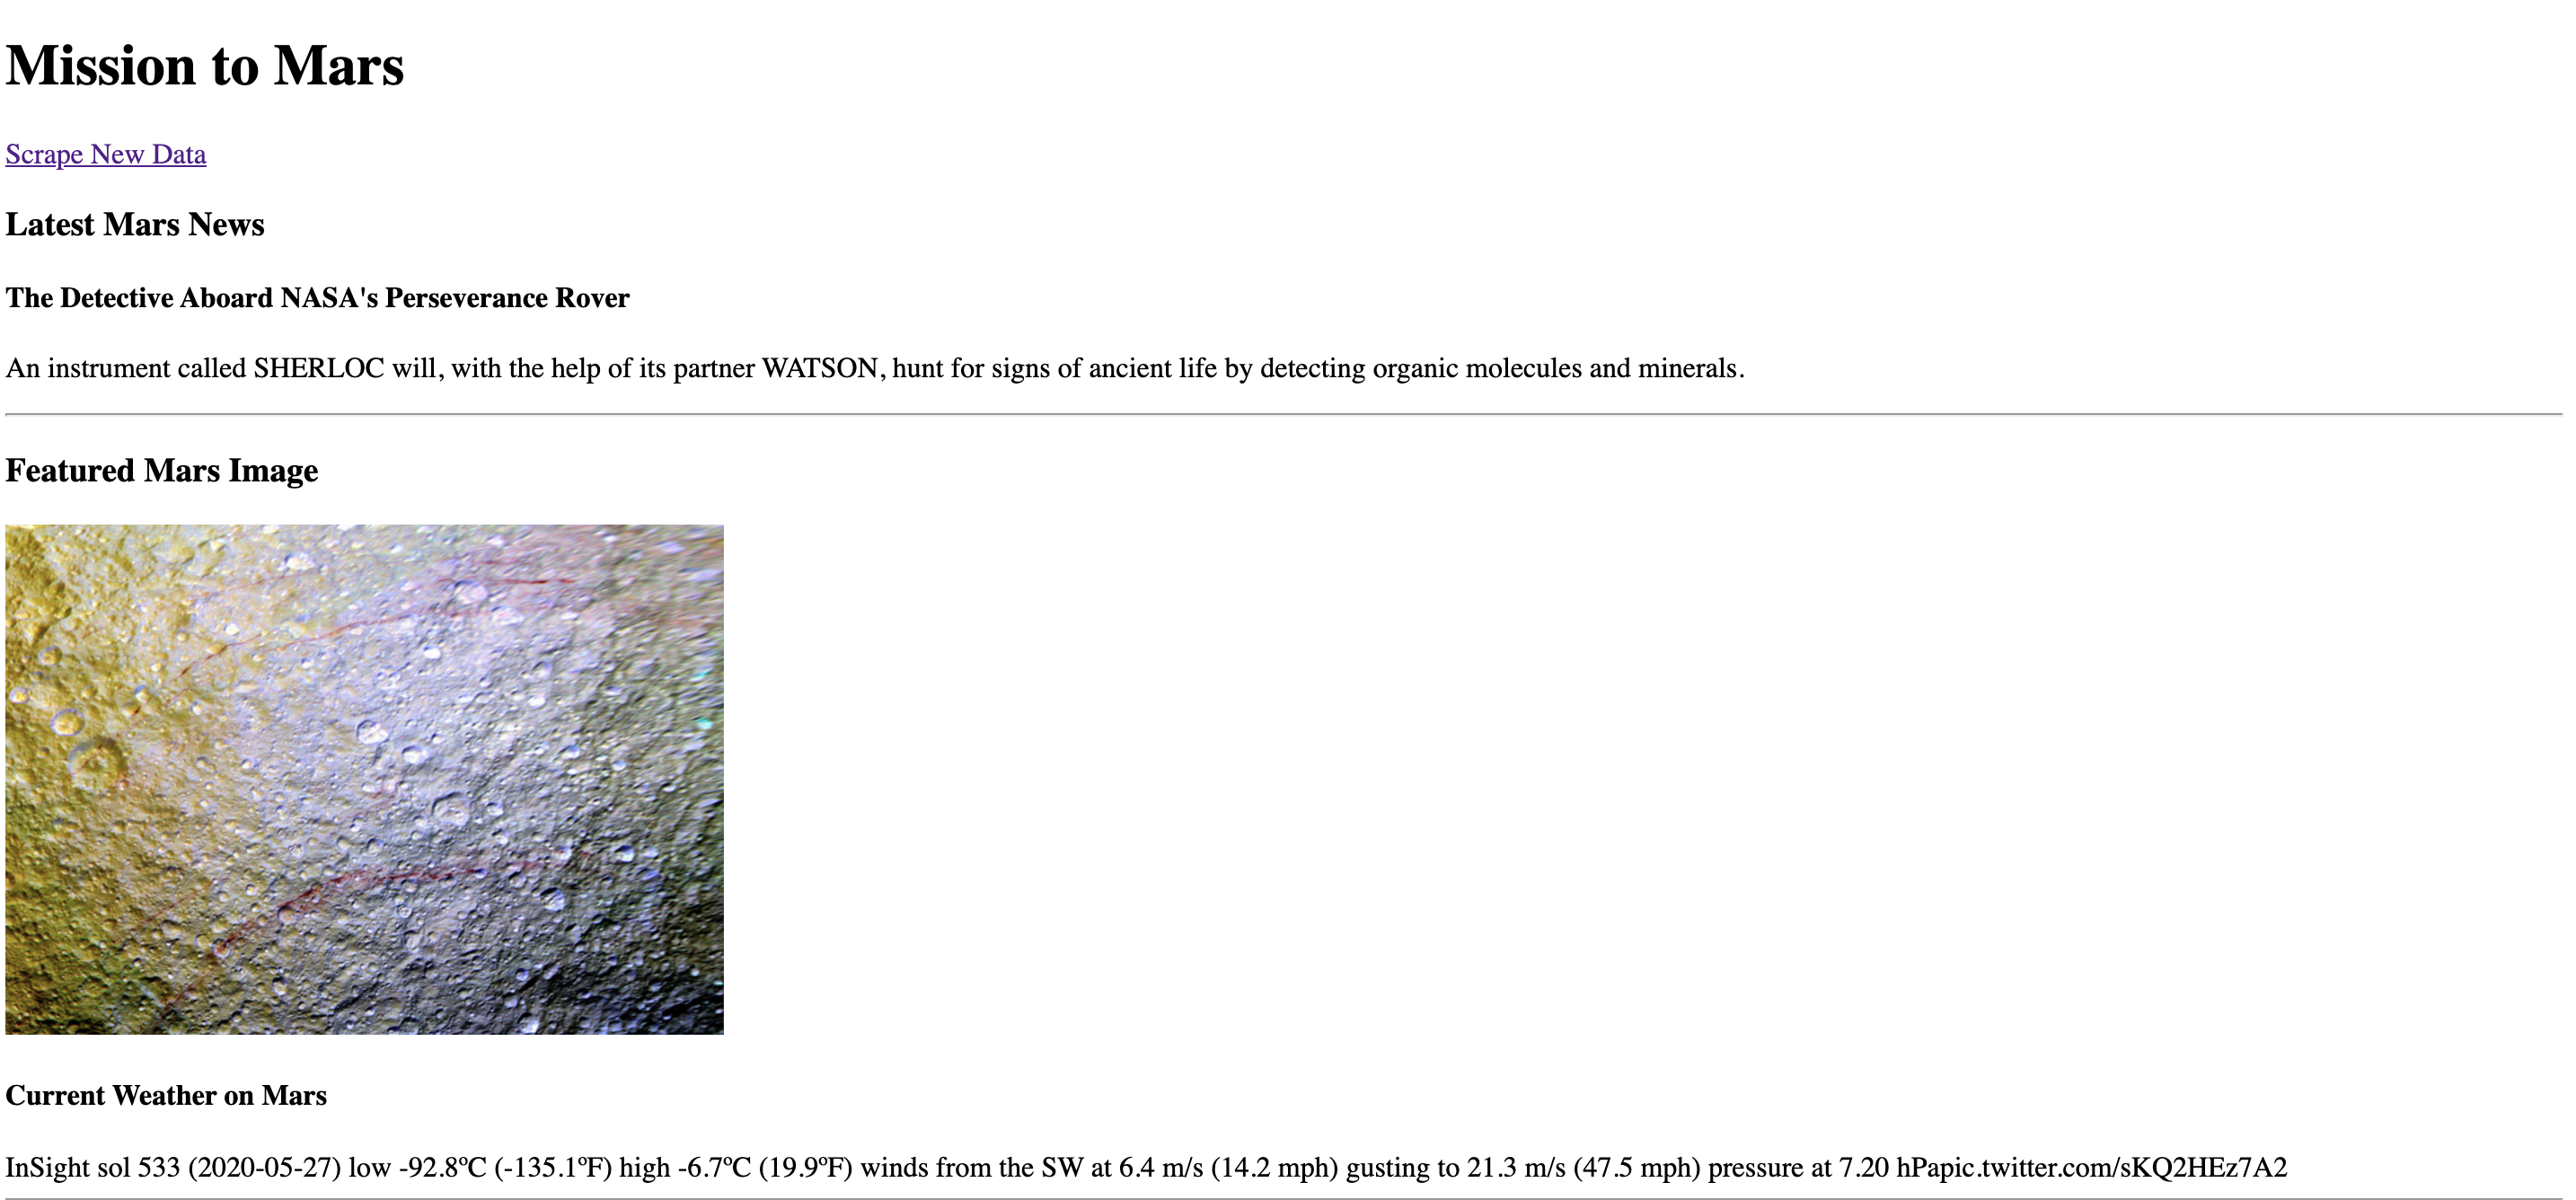 Mission to Mars
Scrape New Data
Latest Mars News
The Detective Aboard NASA's Perseverance Rover
An instrument called SHERLOC will, with the help of its partner WATSON, hunt for signs of ancient life by detecting organic molecules and minerals.
Featured Mars Image
Current Weather on Mars
InSight sol 533 (2020-05-27) low -92.8ºC (-135.1ºF) high -6.7ºC (19.9ºF) winds from the SW at 6.4 m/s (14.2 mph) gusting to 21.3 m/s (47.5 mph) pressure at 7.20 hPapic.twitter.com/sKQ2HEz7A2